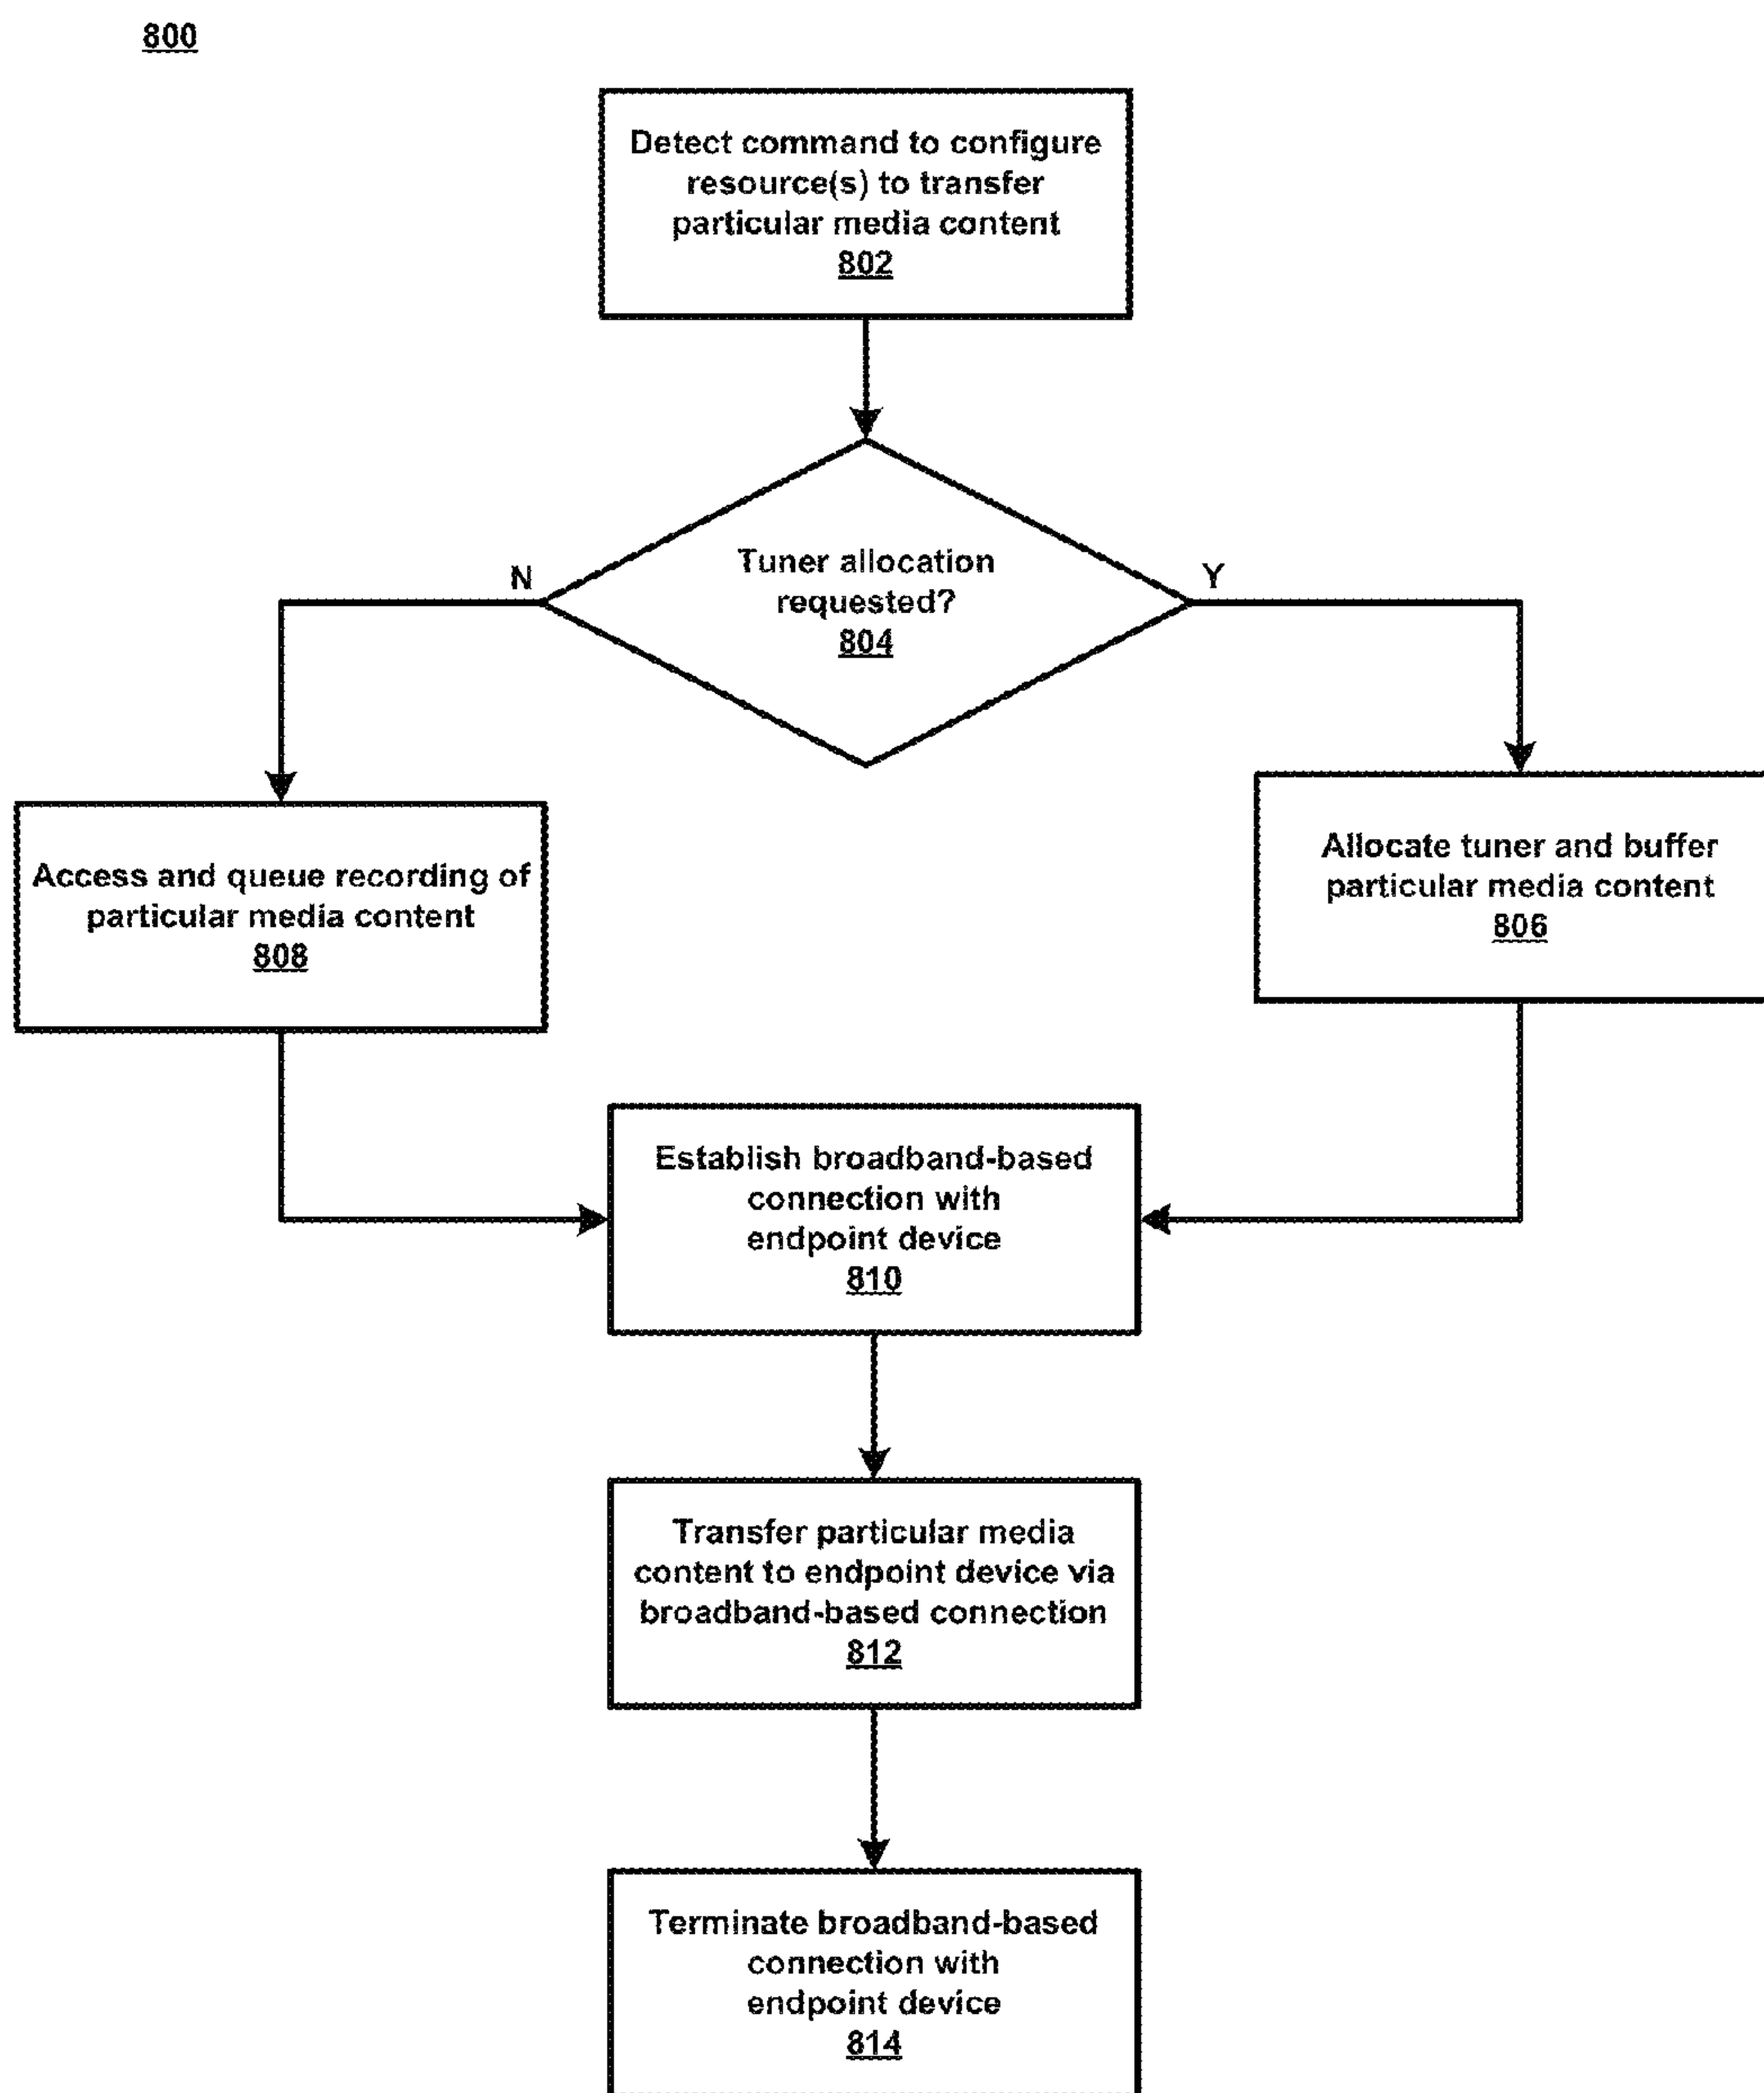 800
Detect command to configure
resource(s) to transfer
particular media content
802
Tuner allocation
requested?
804
N
Y
Access and queue recording of
particular media content
808
Allocate tuner and buffer
particular media content
806
Establish broadband-based
connection with
endpoint device
810
Transfer particular media
content to endpoint device via
broadband-based connection
812
Terminate broadband-based
connection with
endpoint device
814